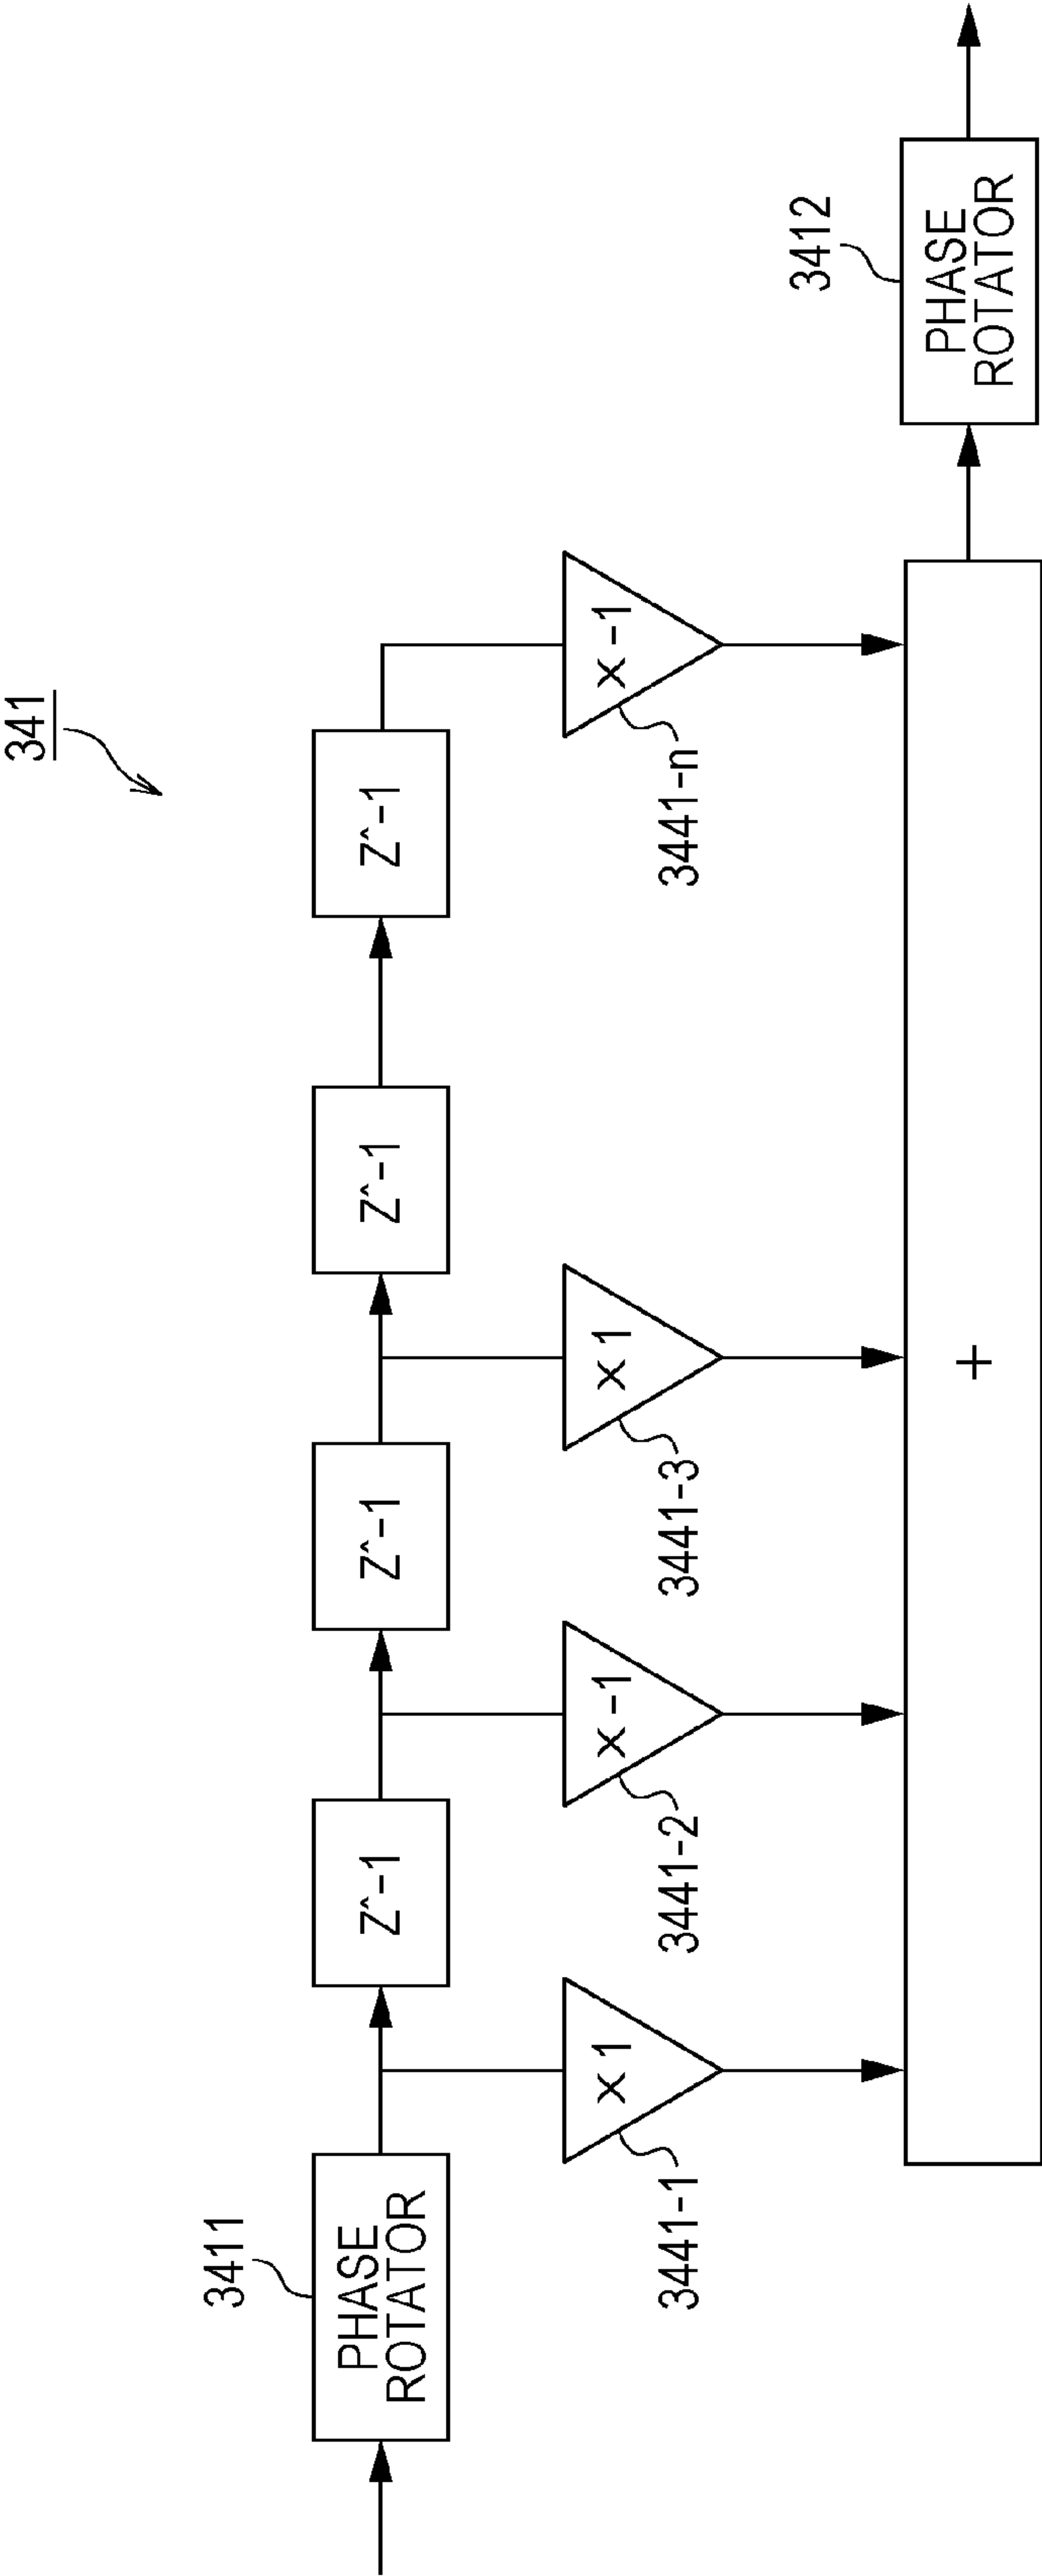 341
3411
PHASE
ROTATOR
Z^-1
Z^-1
Z^-1
Z^-1
x 1
x -1
x 1
x -1
3441-1
3441-2
3441-3
3441-n
+
3412
PHASE
ROTATOR